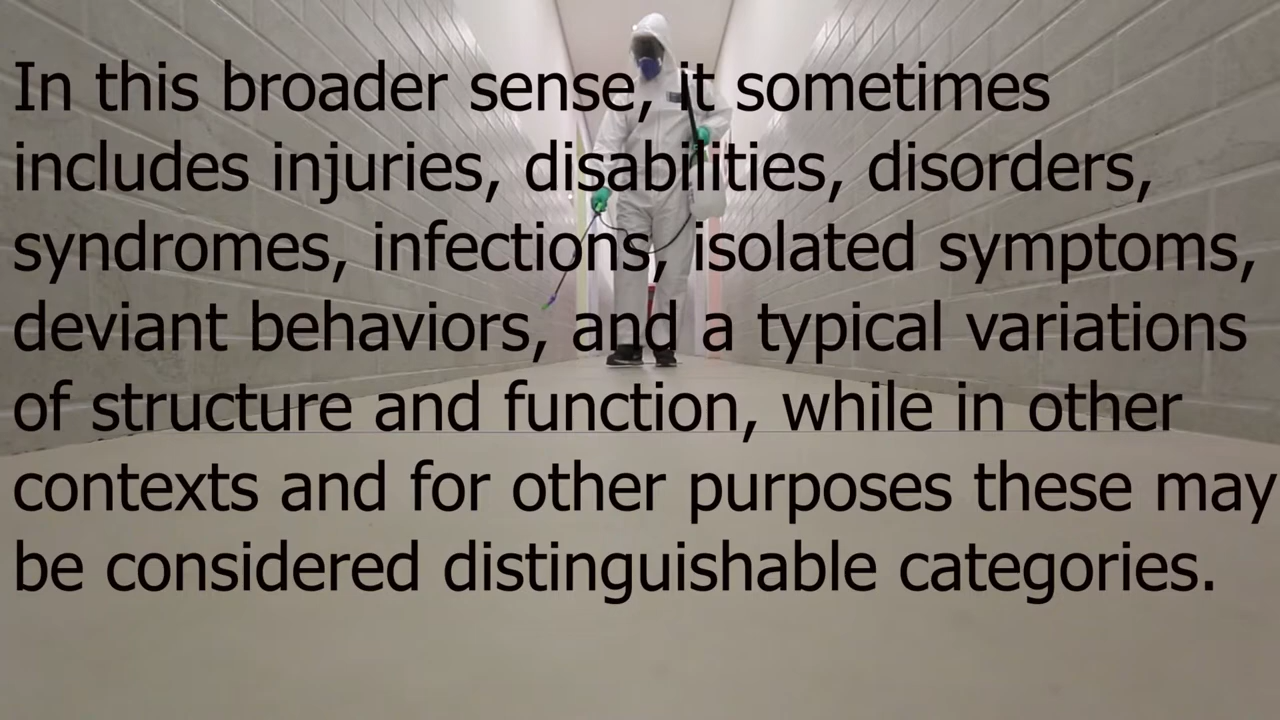 In this broader sense, it sometimes
includes injuries, disabilities, disorders,
syndromes, infections, isolated symptoms,
deviant behaviors, and a typical variations
of structure and function, while in other
contexts and for other purposes these may
be considered distinguishable categories.